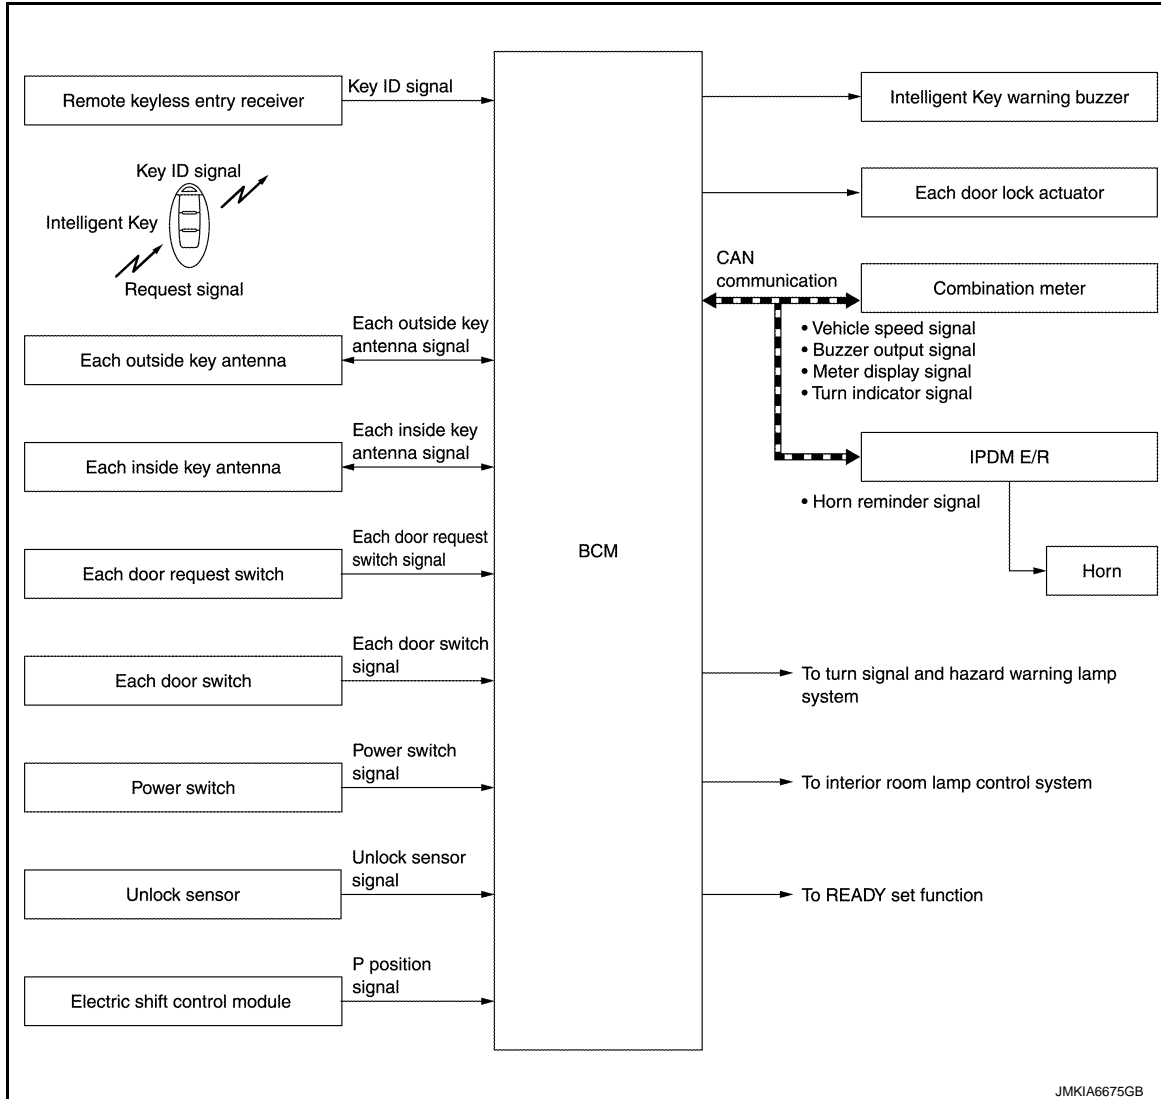 Remote keyless entry receiver
Key ID signal
Key ID signal
Intelligent Key
Request signal
Each outside key
antenna signal
Each outside key antenna
Each inside key
antenna signal
Each inside key antenna
Each door request
switch signal
Each door request switch
Each door switch
signal
Each door switch
Power switch
signal
Power switch
Unlock sensor
signal
Unlock sensor
P position
signal
Electric shift control module
BCM
Intelligent Key warning buzzer
Each door lock actuator
CAN
communication
Combination meter
• Vehicle speed signal
• Buzzer output signal
• Meter display signal
• Turn indicator signal
IPDM E/R
• Horn reminder signal
Horn
To turn signal and hazard warning lamp
system
To interior room lamp control system
To READY set function
JMKIA6675GB